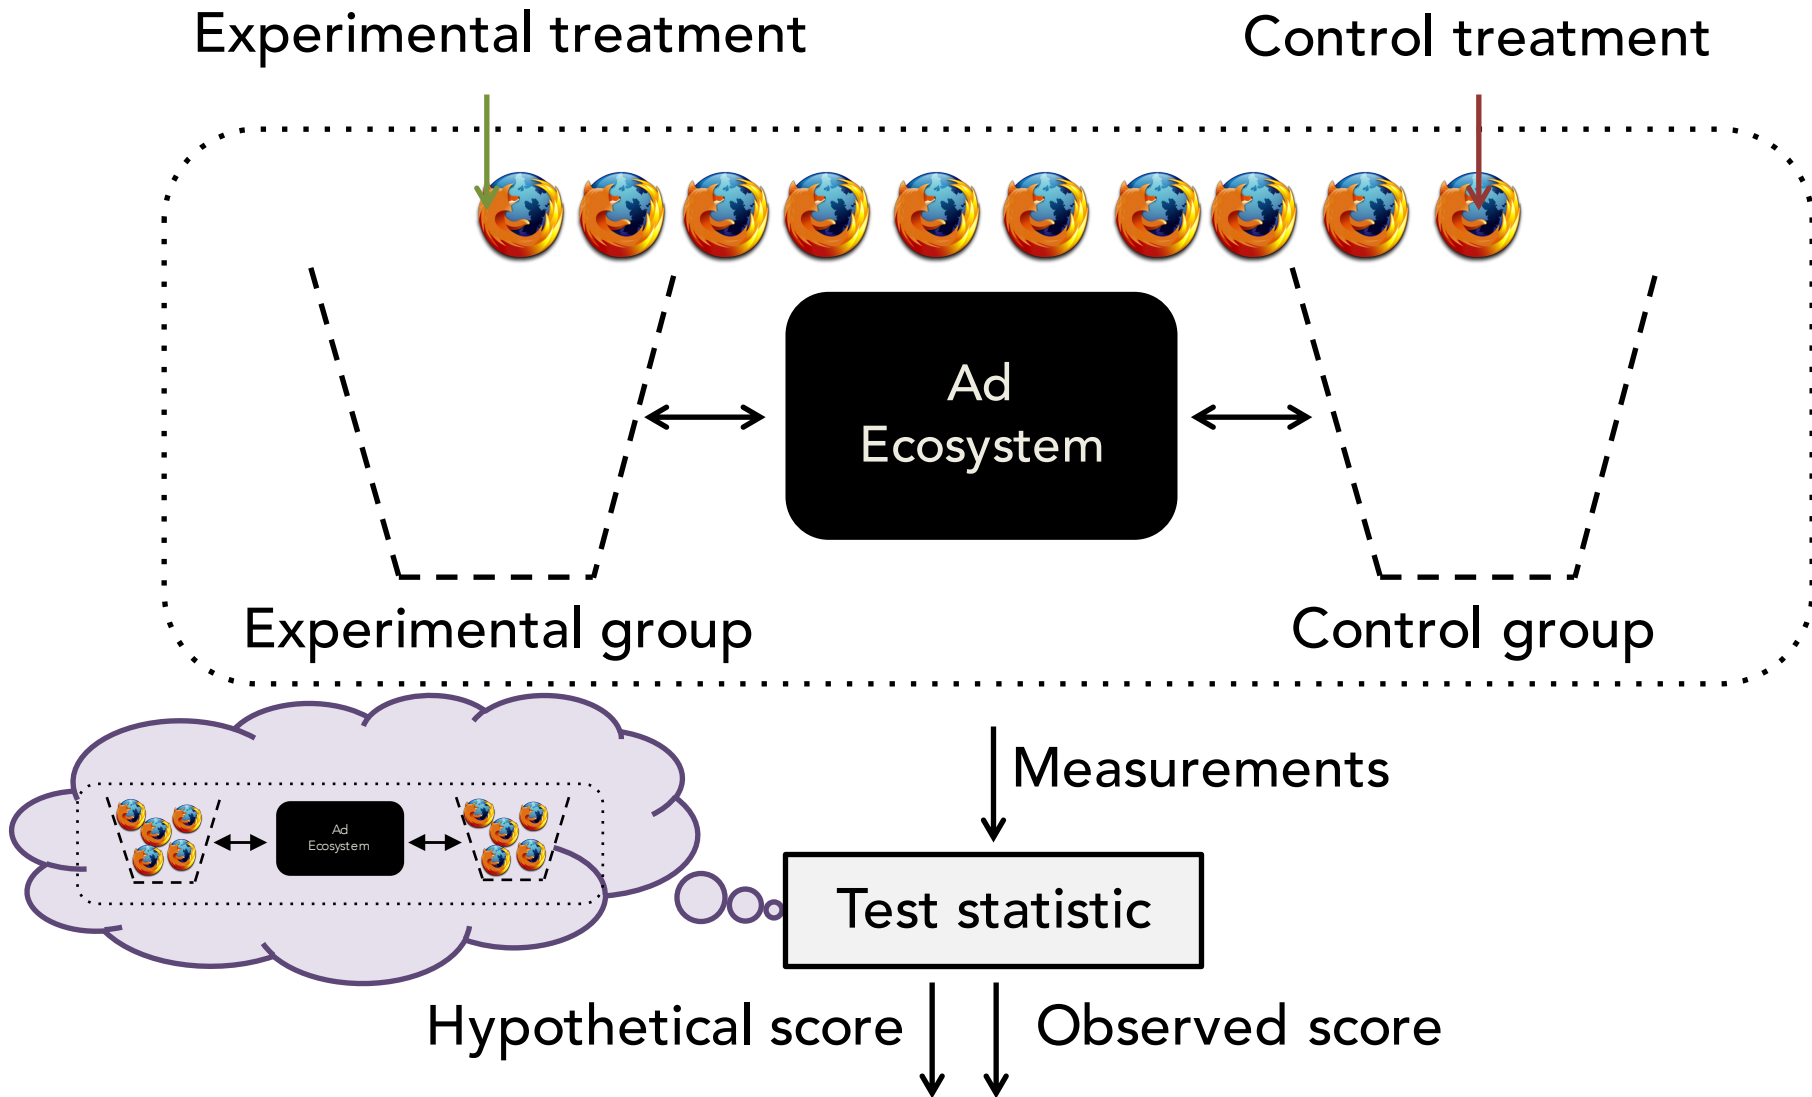 Experimental treatment
Control treatment
Ad
Ecosystem
Experimental group
Control group
Measurements
Ad
Ecosystem
Test statistic
Hypothetical score
Observed score